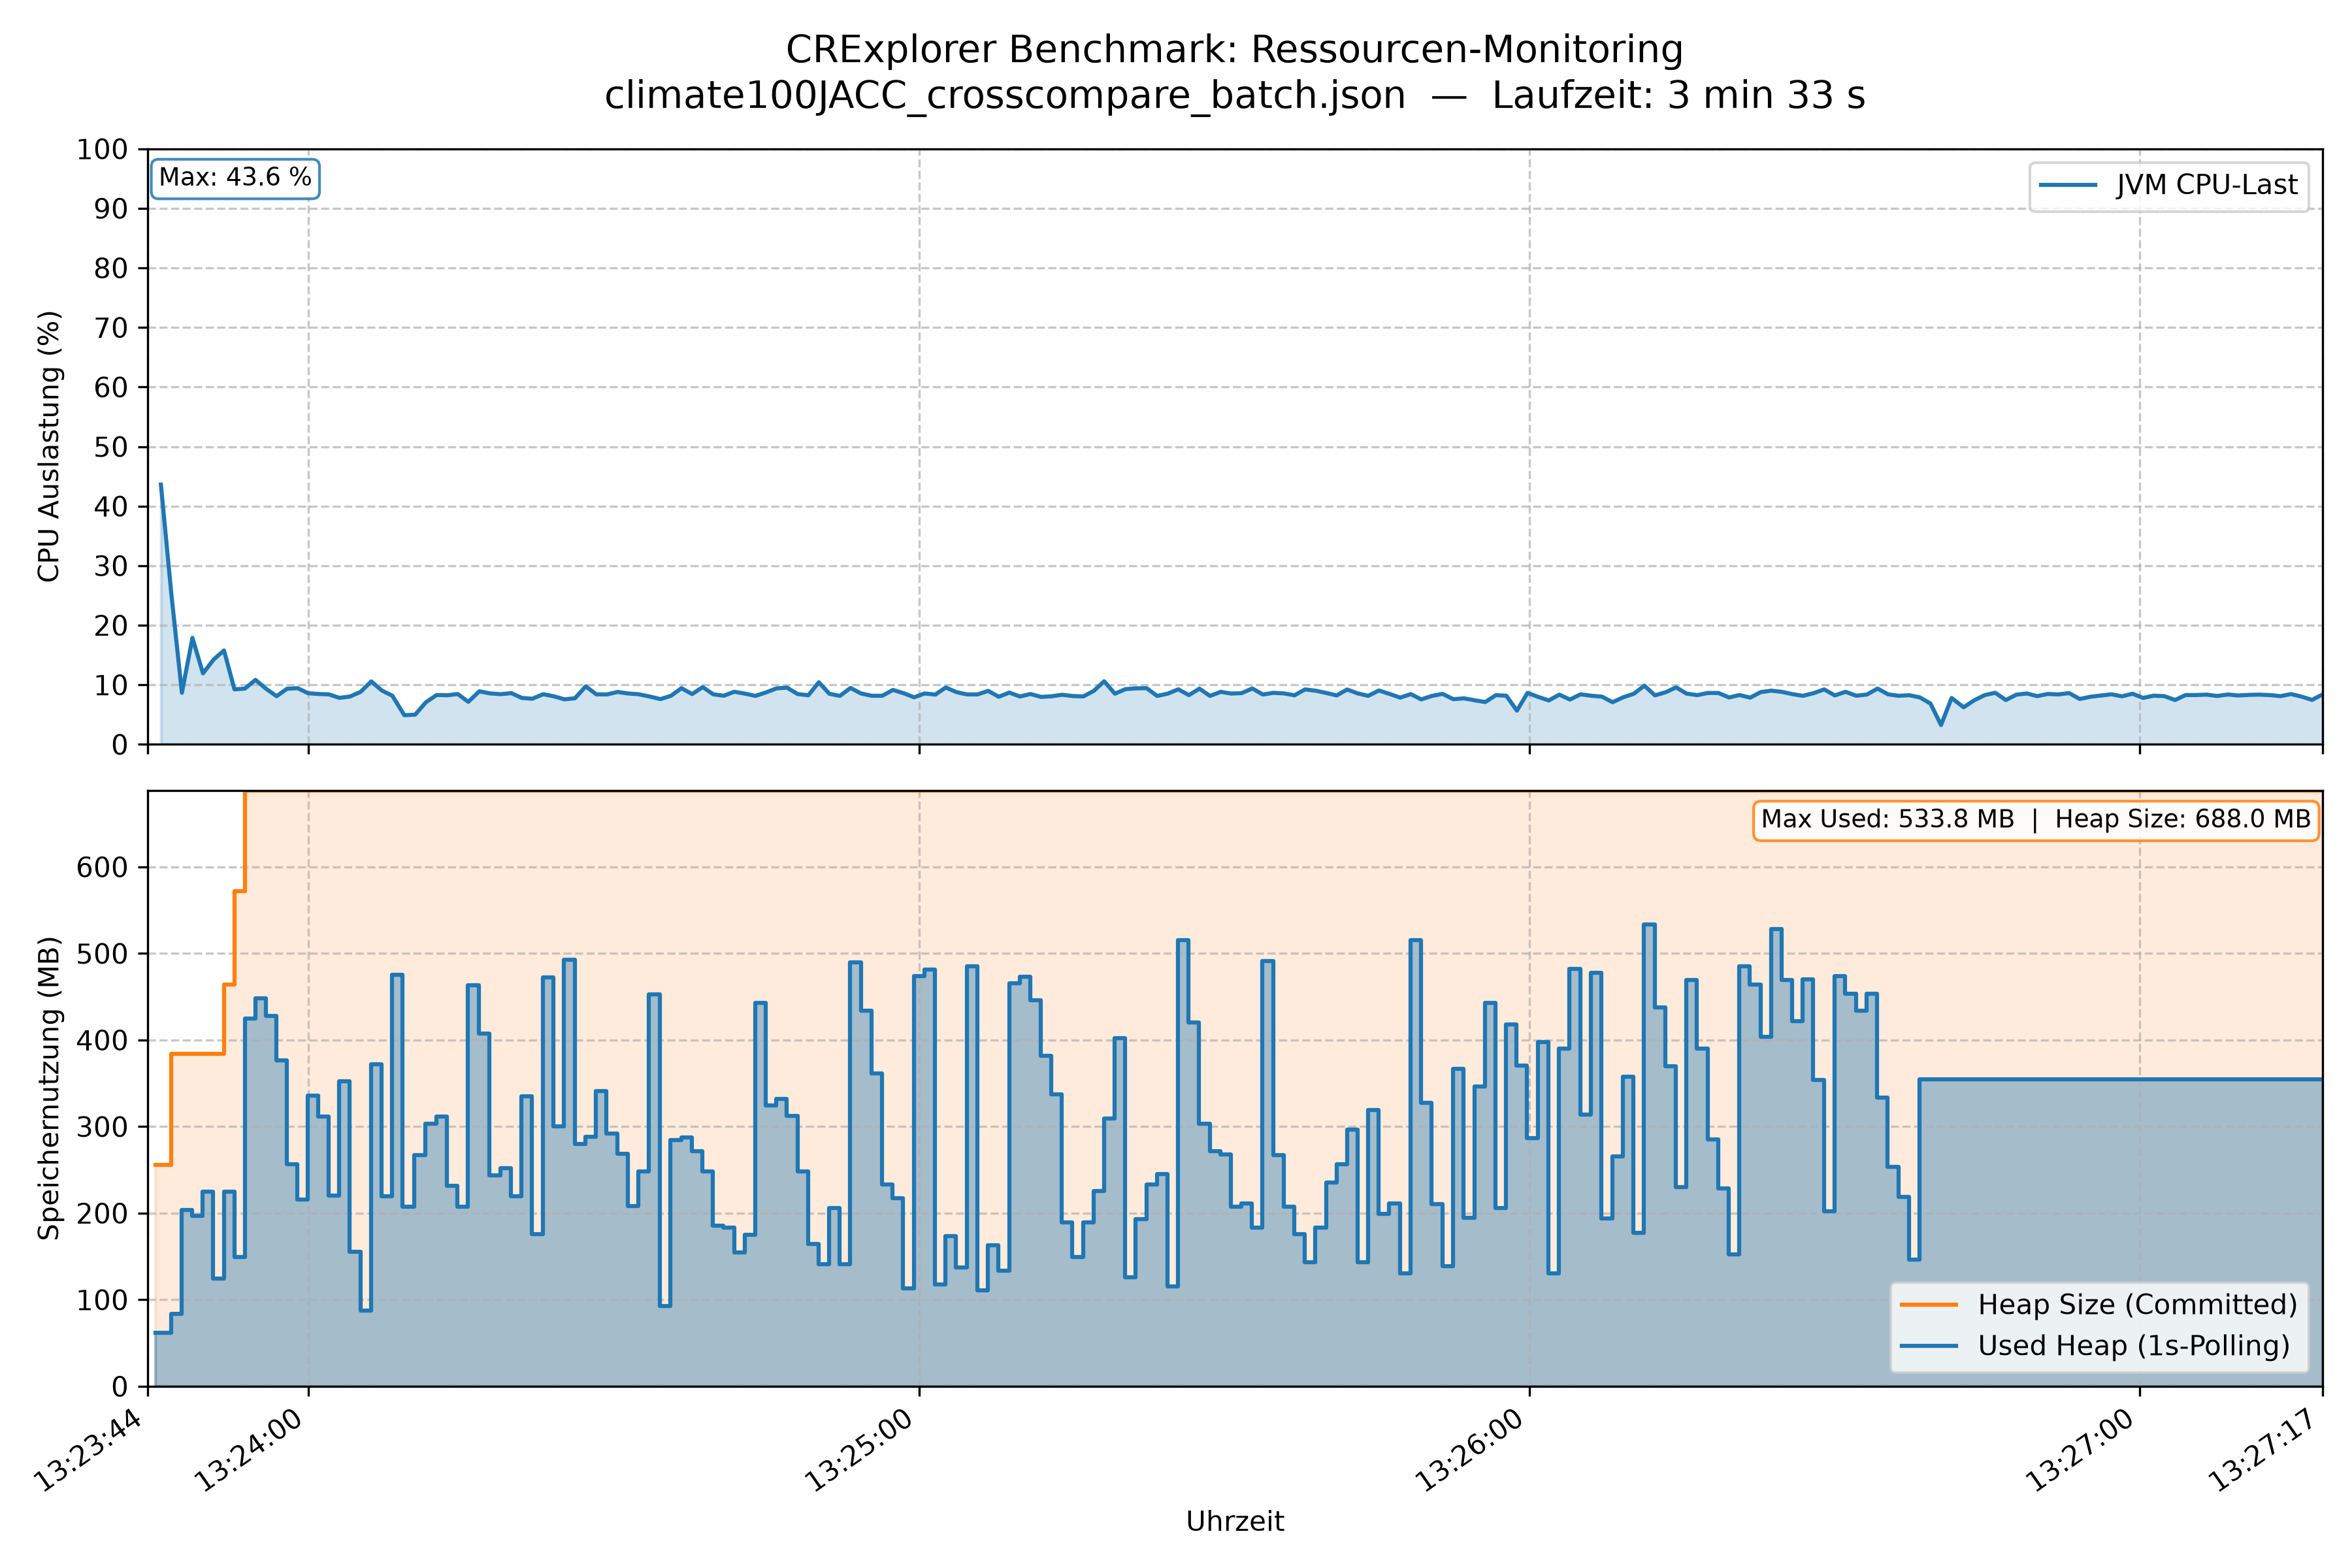 CRExplorer Benchmark: Ressourcen-Monitoring
climate100JACC_crosscompare_batch.json — Laufzeit: 3 min 33 s
CPU Auslastung (%)
100
90
80
70
60
50
40
30
20
10
0
Max: 43.6 %
JVM CPU-Last
Speichernutzung (MB)
600
500
400
300
200
100
0
Max Used: 533.8 MB | Heap Size: 688.0 MB
Heap Size (Committed)
Used Heap (1s-Polling)
13:23:44
13:24:00
13:25:00
13:26:00
13:27:00
13:27:17
Uhrzeit